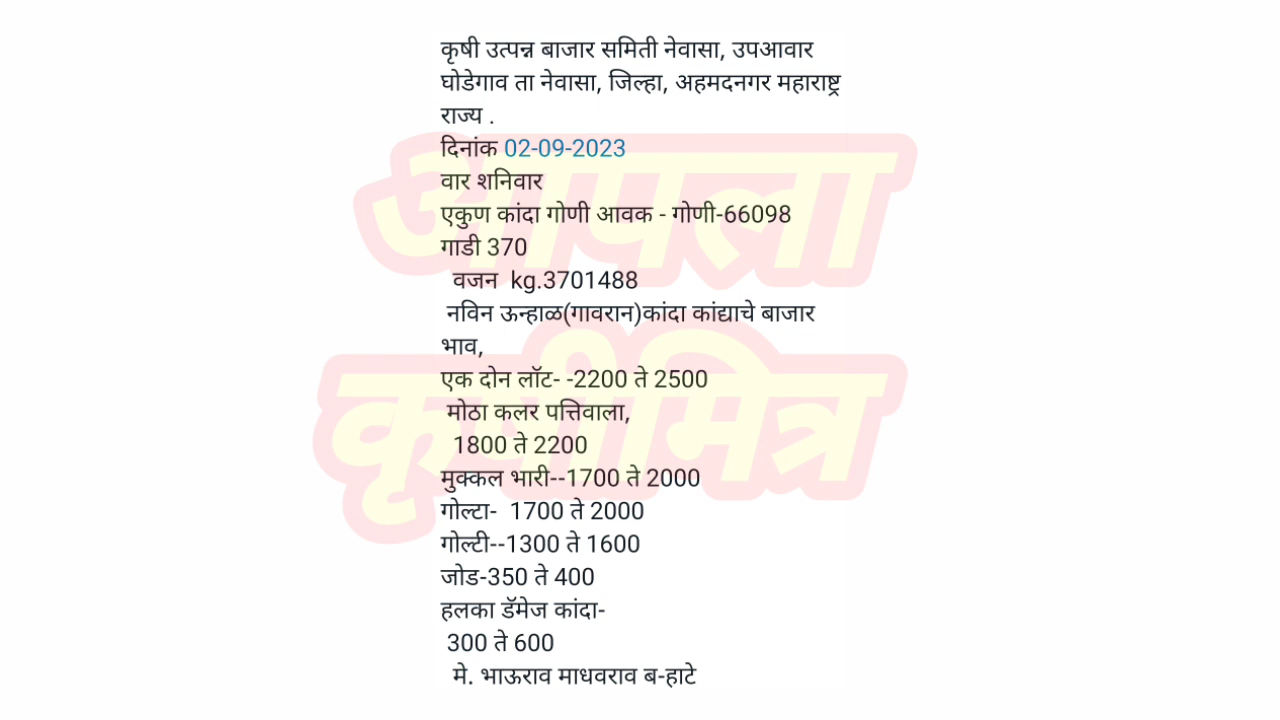 कृषी उत्पन्न बाजार समिती नेवासा, उपआवार
घोडेगाव ता नेवासा, जिल्हा, अहमदनगर महाराष्ट्र
राज्य .
दिनांक 02-09-2023
वार शनिवार
एकुण कांदा गोणी आवक - गोणी-66098
गाडी 370
वजन kg.3701488
नविन ऊन्हाळ(गावरान)कांदा कांद्याचे बाजार
भाव,
एक दोन लॉट- -2200 ते 2500
मोठा कलर पत्तिवाला,
1800 ते 2200
मुक्कल भारी--1700 ते 2000
गोल्टा- 1700 ते 2000
गोल्टी--1300 ते 1600
जोड-350 ते 400
हलका डॅमेज कांदा-
300 ते 600
मे. भाऊराव माधवराव ब-हाटे
आपला
कृषीमित्र